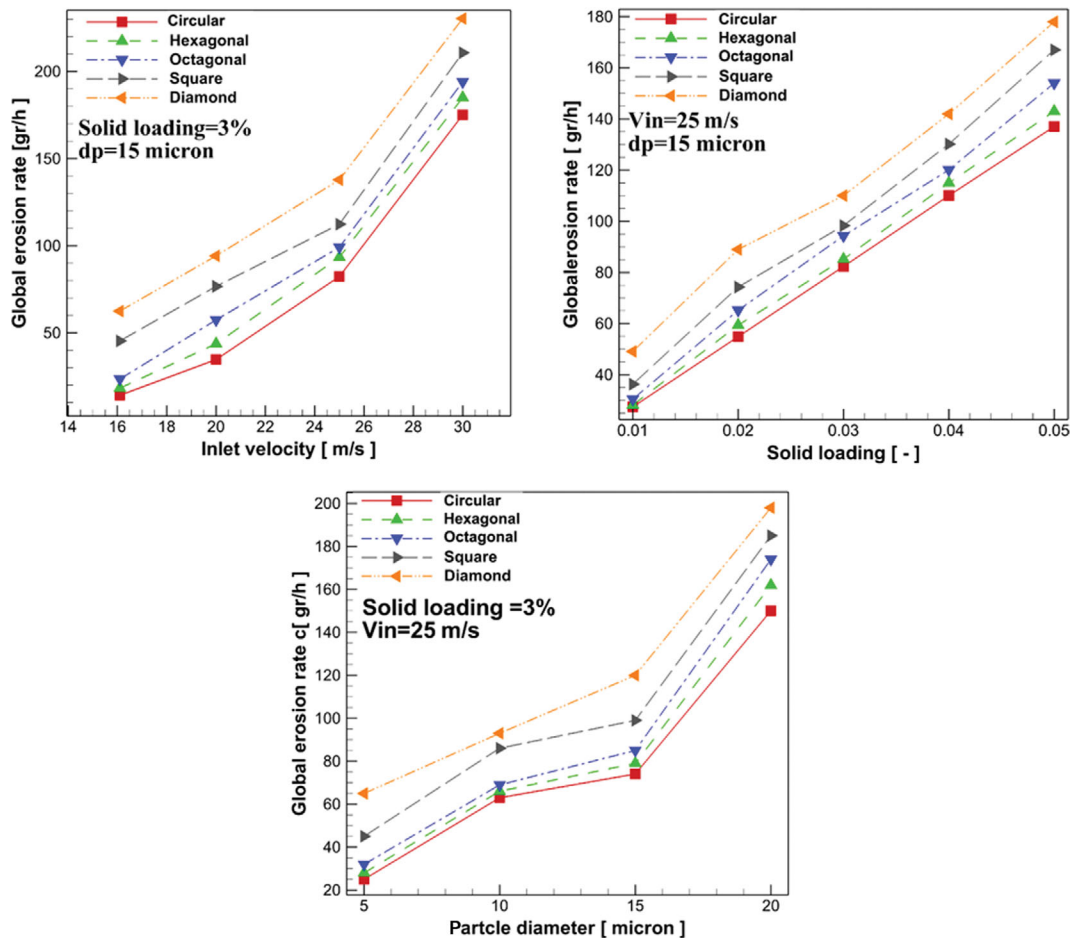 Circular
Hexagonal
Octagonal
Square
Diamond
Solid loading=3%
dp=15 micron
Global erosion rate [gr/h]
200
150
100
50
14 16 18 20 22 24 26 28 30
Inlet velocity [ m/s ]
Circular
Hexagonal
Octagonal
Square
Diamond
Vin=25 m/s
dp=15 micron
Globalerosion rate [ gr/h]
180
160
140
120
100
80
60
40
0.01 0.02 0.03 0.04 0.05
Solid loading [ - ]
Circular
Hexagonal
Octagonal
Square
Diamond
Solid loading =3%
Vin=25 m/s
Global erosion rate c[ gr/h ]
200
180
160
140
120
100
80
60
40
20
5 10 15 20
Partcle diameter [ micron ]